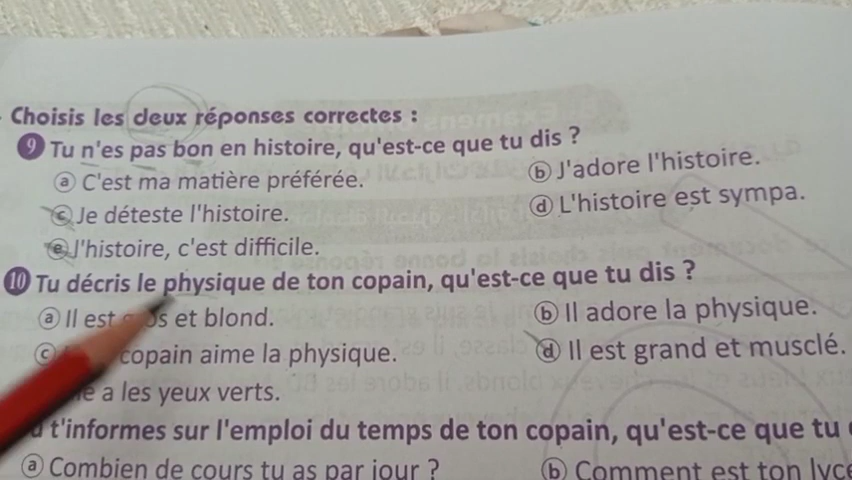 Choisis les deux réponses correctes :
9 Tu n'es pas bon en histoire, qu'est-ce que tu dis ?
a C'est ma matière préférée.
b J'adore l'histoire.
c Je déteste l'histoire.
d L'histoire est sympa.
e L'histoire, c'est difficile.
10 Tu décris le physique de ton copain, qu'est-ce que tu dis ?
a Il est et blond.
b Il adore la physique.
c copain aime la physique.
d Il est grand et musclé.
a les yeux verts.
t'informes sur l'emploi du temps de ton copain, qu'est-ce que tu
a Combien de cours tu as par jour ?
b Comment est ton